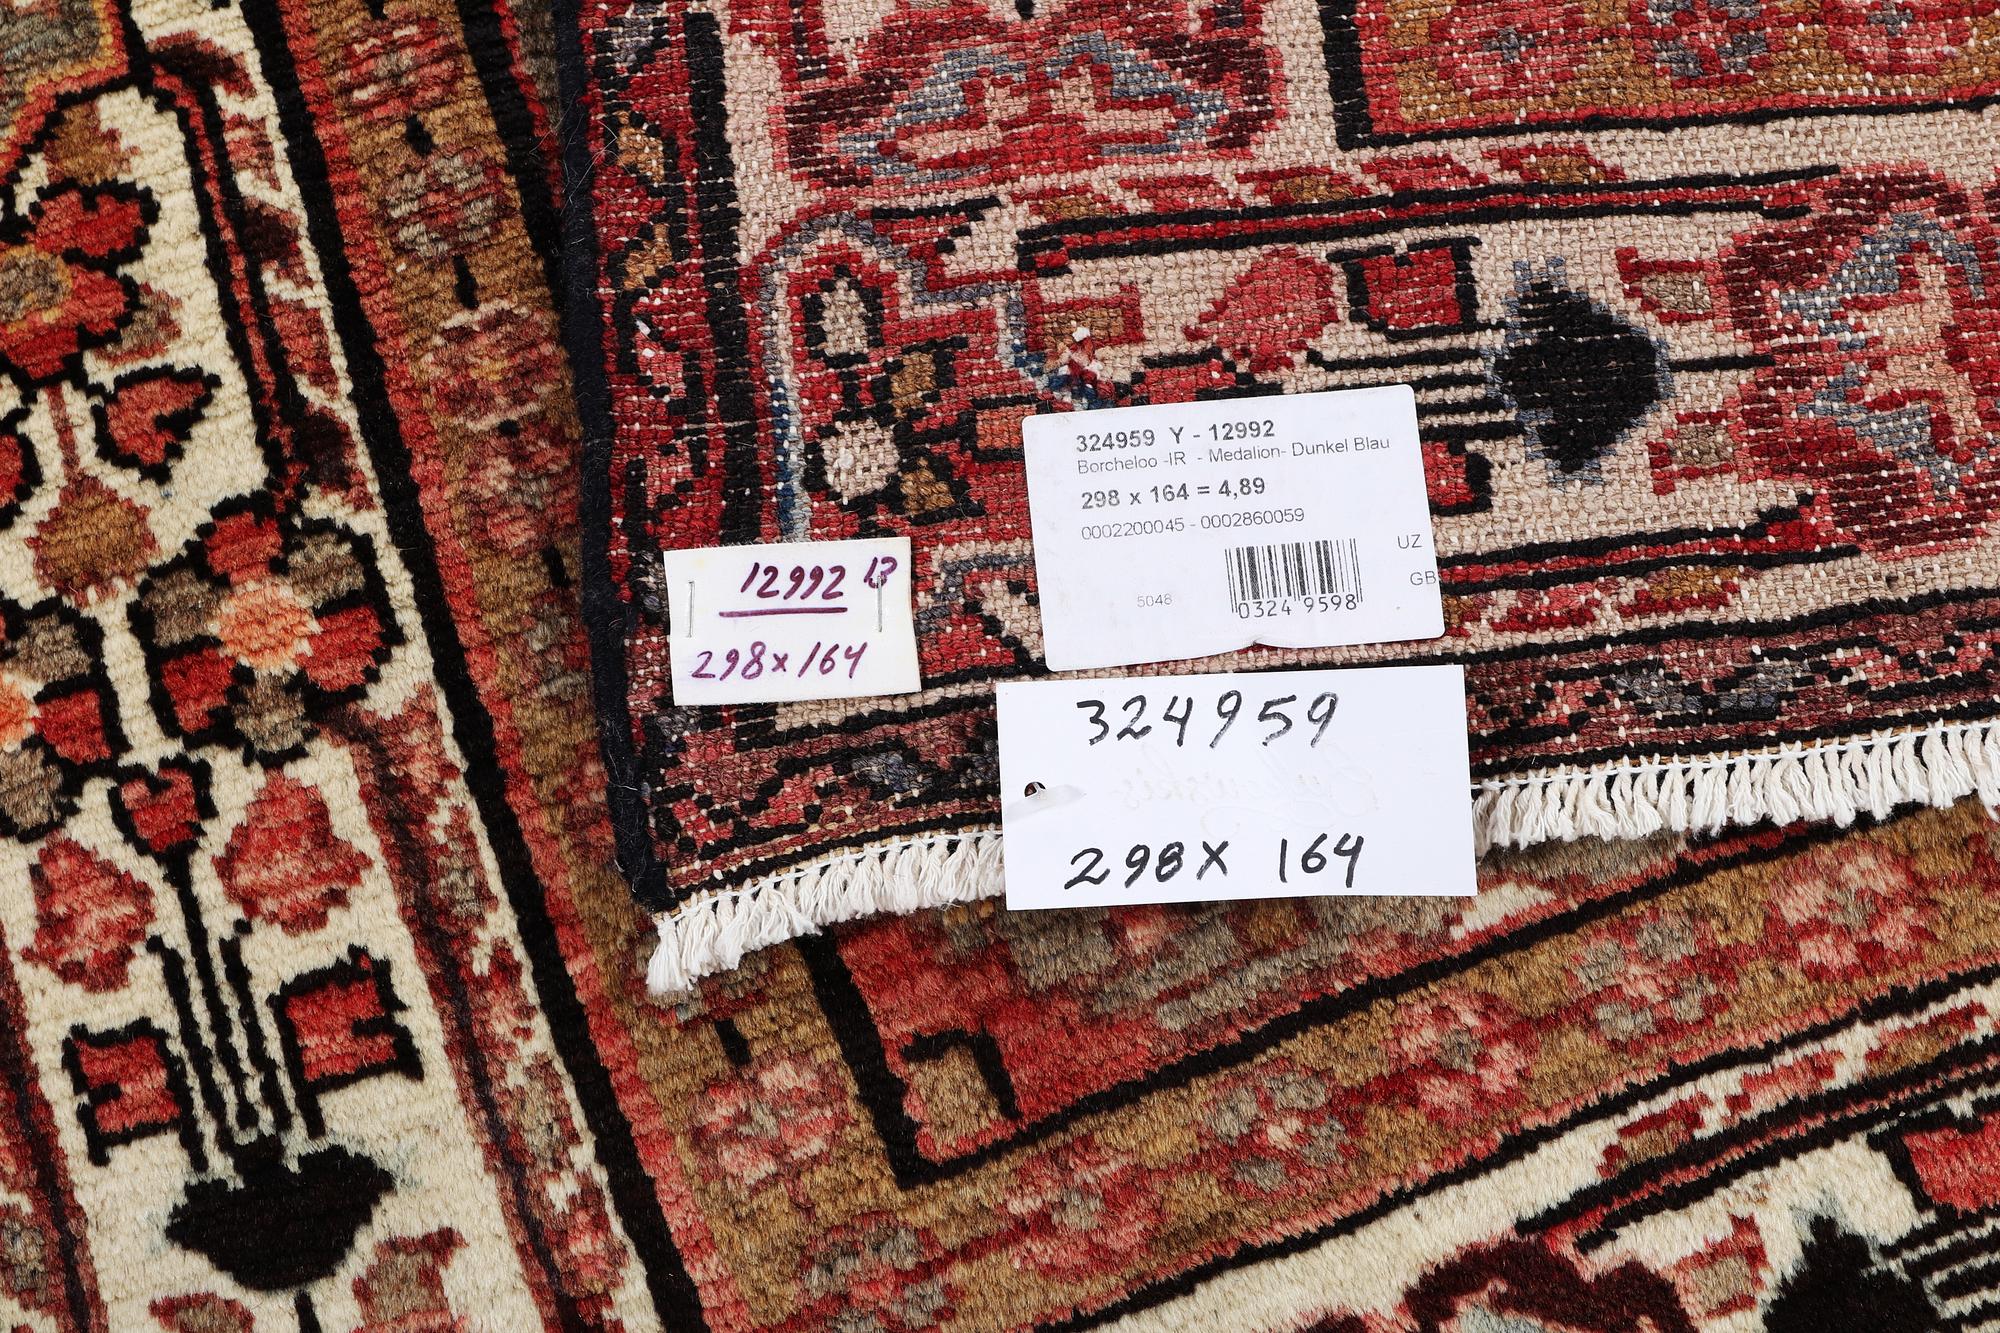 324959 Y - 12992
Borcheloo -IR - Medalion- Dunkel Blau
298 x 164 = 4,89
0002200045 - 0002860059
UZ
GB
5048
0324 9598
12992
298x164
324959
298X 164